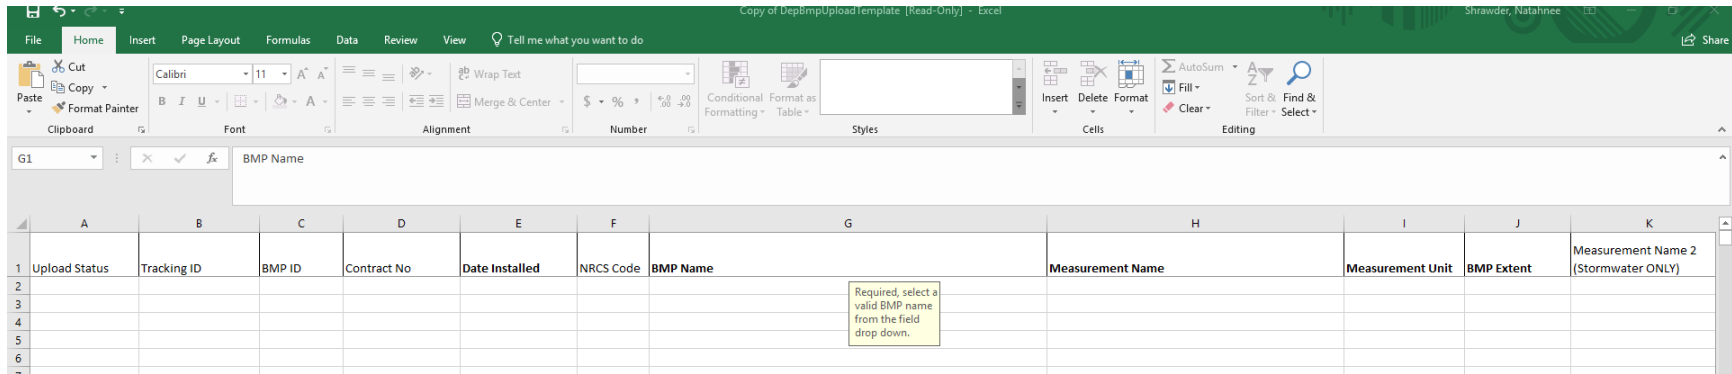 Copy of DepBmpUploadTemplate [Read-Only] - Excel
Shrawder, Natahnee
File Home Insert Page Layout Formulas Data Review View Tell me what you want to do Share
Paste
Cut
Copy
Format Painter
Clipboard
Calibri 11 A A
B I U A
Font
Wrap Text
Merge & Center
Alignment
$ % , .00 .0
Number
Conditional Formatting
Format as Table
Styles
Insert Delete Format
Cells
AutoSum
Fill
Clear
Sort & Filter
Find & Select
Editing
G1 fx BMP Name
A B C D E F G H I J K
1 Upload Status Tracking ID BMP ID Contract No Date Installed NRCS Code BMP Name Measurement Name Measurement Unit BMP Extent Measurement Name 2 (Stormwater ONLY)
2
3
4
5
6
Required, select a
valid BMP name
from the field
drop down.